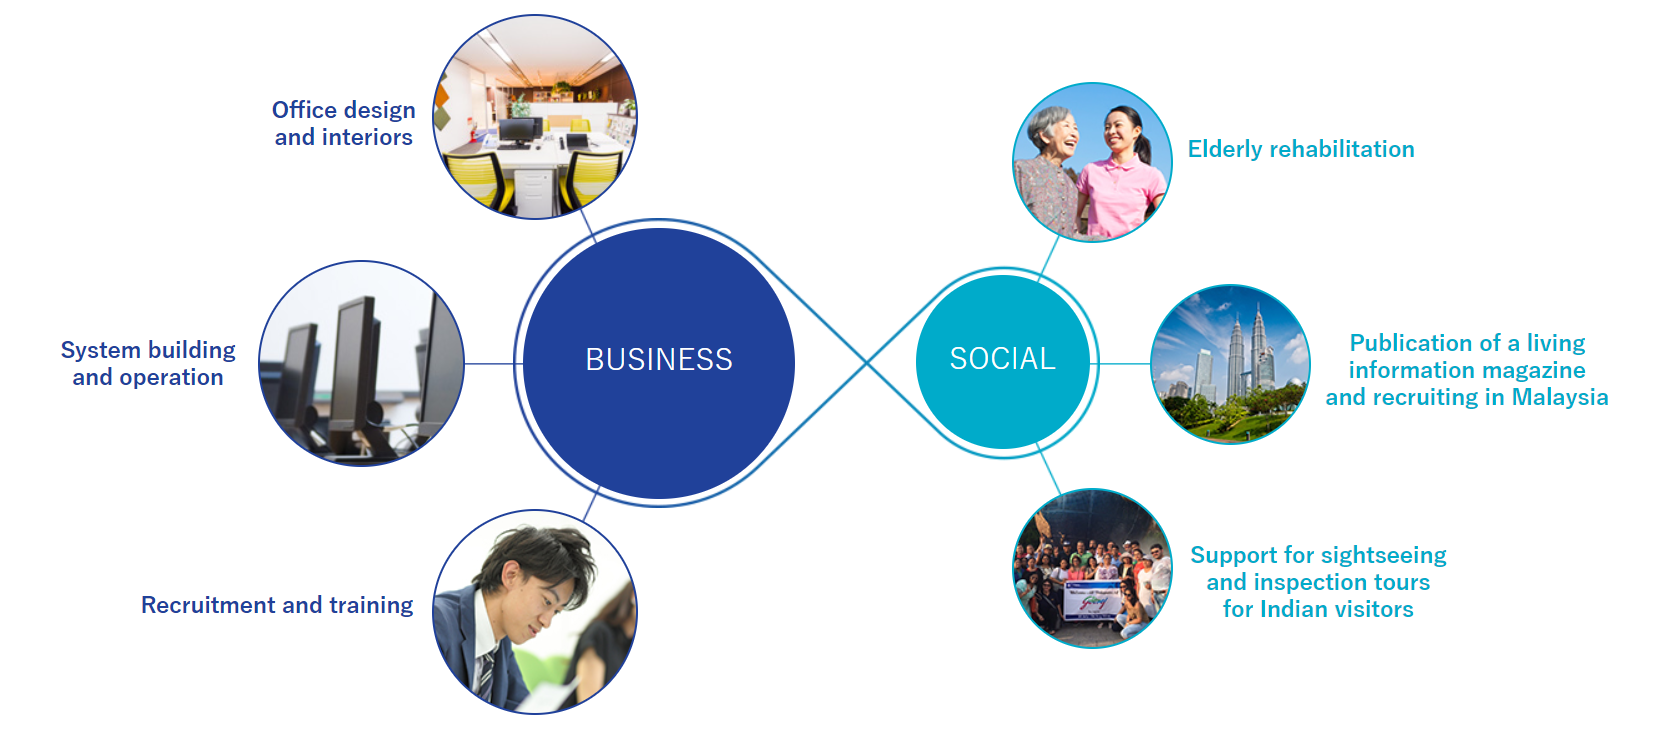 Office design
and interiors
System building
and operation
Recruitment and training
BUSINESS
SOCIAL
Elderly rehabilitation
Publication of a living
information magazine
and recruiting in Malaysia
Support for sightseeing
and inspection tours
for Indian visitors